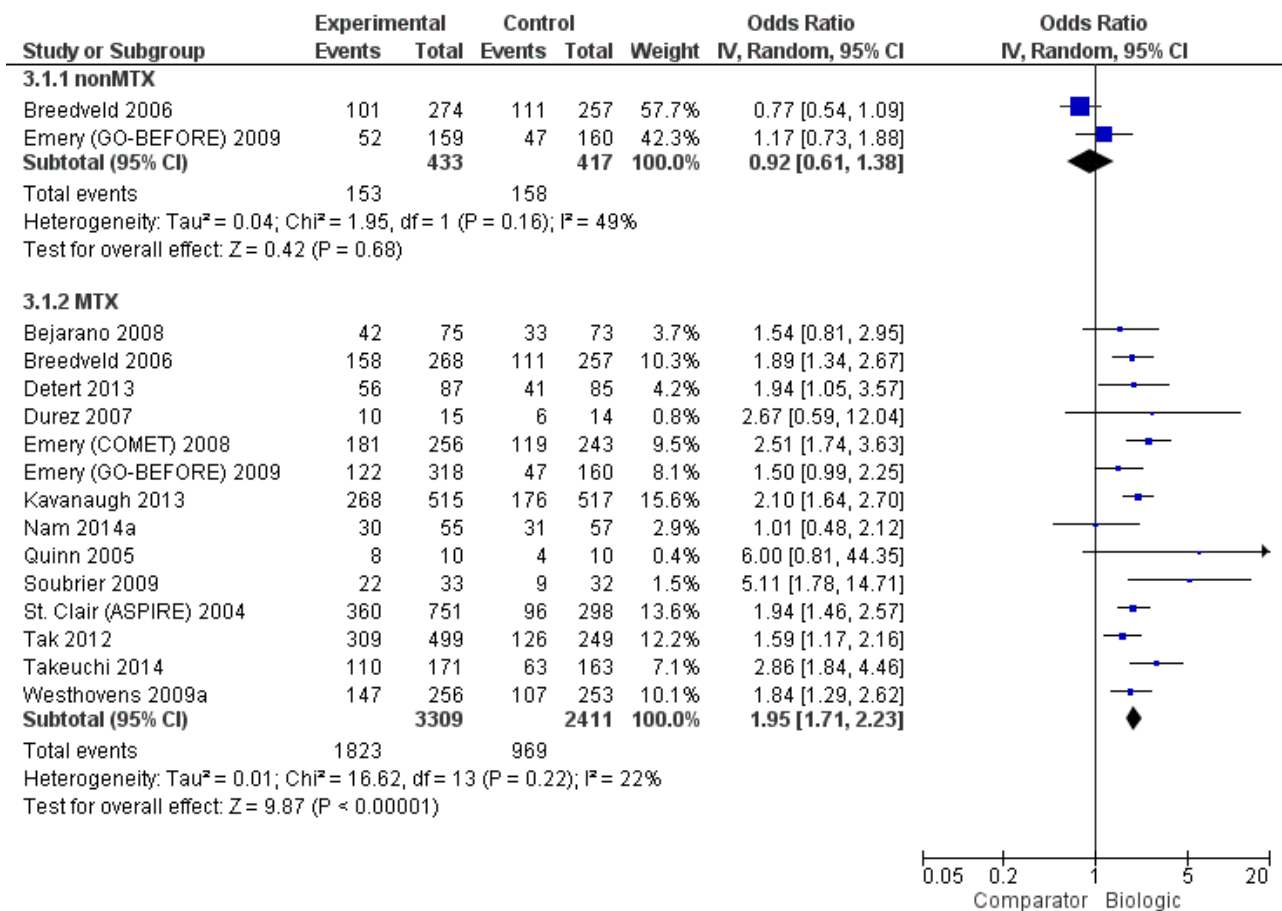 Experimental Control Odds Ratio Odds Ratio
Study or Subgroup Events Total Events Total Weight IV, Random, 95% CI IV, Random, 95% CI
3.1.1 nonMTX
Breedveld 2006 101 274 111 257 57.7% 0.77 [0.54, 1.09]
Emery (GO-BEFORE) 2009 52 159 47 160 42.3% 1.17 [0.73, 1.88]
Subtotal (95% CI) 433 417 100.0% 0.92 [0.61, 1.38]
Total events 153 158
Heterogeneity: Tau² = 0.04; Chi² = 1.95, df = 1 (P = 0.16); I² = 49%
Test for overall effect: Z = 0.42 (P = 0.68)
3.1.2 MTX
Bejarano 2008 42 75 33 73 3.7% 1.54 [0.81, 2.95]
Breedveld 2006 158 268 111 257 10.3% 1.89 [1.34, 2.67]
Detert 2013 56 87 41 85 4.2% 1.94 [1.05, 3.57]
Durez 2007 10 15 6 14 0.8% 2.67 [0.59, 12.04]
Emery (COMET) 2008 181 256 119 243 9.5% 2.51 [1.74, 3.63]
Emery (GO-BEFORE) 2009 122 318 47 160 8.1% 1.50 [0.99, 2.25]
Kavanaugh 2013 268 515 176 517 15.6% 2.10 [1.64, 2.70]
Nam 2014a 30 55 31 57 2.9% 1.01 [0.48, 2.12]
Quinn 2005 8 10 4 10 0.4% 6.00 [0.81, 44.35]
Soubrier 2009 22 33 9 32 1.5% 5.11 [1.78, 14.71]
St. Clair (ASPIRE) 2004 360 751 96 298 13.6% 1.94 [1.46, 2.57]
Tak 2012 309 499 126 249 12.2% 1.59 [1.17, 2.16]
Takeuchi 2014 110 171 63 163 7.1% 2.86 [1.84, 4.46]
Westhovens 2009a 147 256 107 253 10.1% 1.84 [1.29, 2.62]
Subtotal (95% CI) 3309 2411 100.0% 1.95 [1.71, 2.23]
Total events 1823 969
Heterogeneity: Tau² = 0.01; Chi² = 16.62, df = 13 (P = 0.22); I² = 22%
Test for overall effect: Z = 9.87 (P < 0.00001)
0.05 0.2 1 5 20
Comparator Biologic